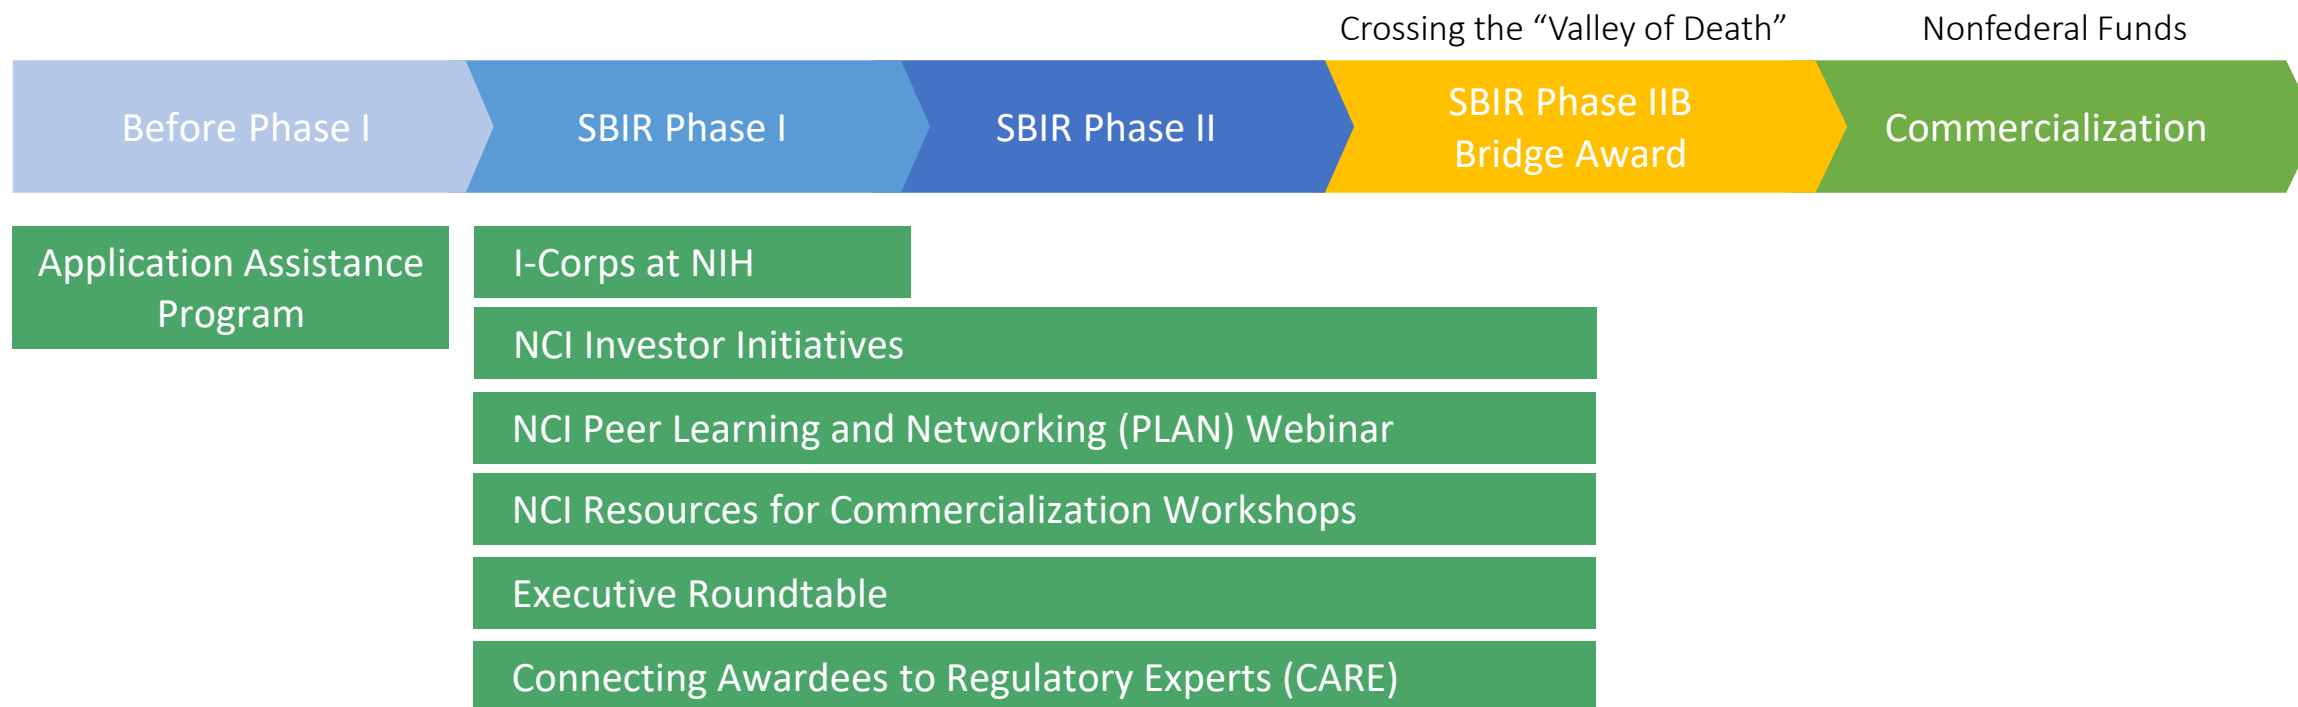 Crossing the “Valley of Death”
Nonfederal Funds
Before Phase I
SBIR Phase I
SBIR Phase II
SBIR Phase IIB
Bridge Award
Commercialization
Application Assistance
Program
I-Corps at NIH
NCI Investor Initiatives
NCI Peer Learning and Networking (PLAN) Webinar
NCI Resources for Commercialization Workshops
Executive Roundtable
Connecting Awardees to Regulatory Experts (CARE)